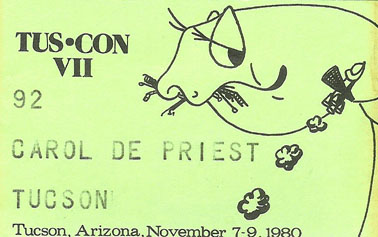 TUS•CON
VII
92
CAROL DE PRIEST
TUCSON
Tucson, Arizona, November 7-9, 1980